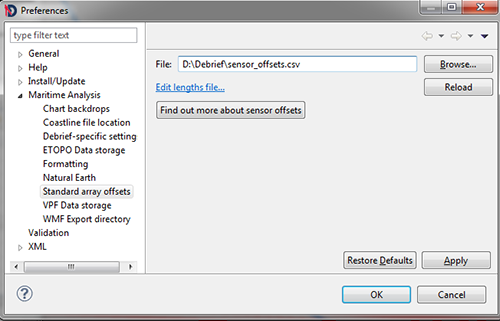 Preferences
type filter text
General
Help
Install/Update
Maritime Analysis
Chart backdrops
Coastline file location
Debrief-specific setting
ETOPO Data storage
Formatting
Natural Earth
Standard array offsets
VPF Data storage
WMF Export directory
Validation
XML
File: D:\Debrief\sensor_offsets.csv Browse...
Edit lengths file... Reload
Find out more about sensor offsets
Restore Defaults Apply
? OK Cancel